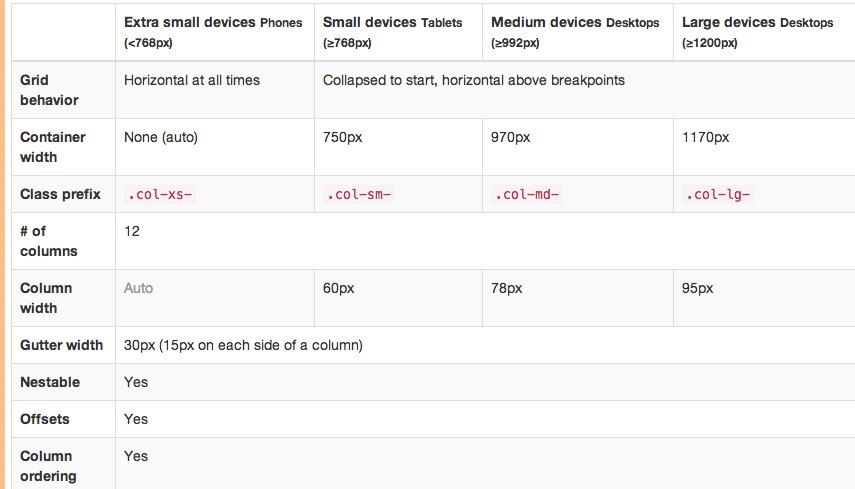 Extra small devices Phones (<768px)
Small devices Tablets (≥768px)
Medium devices Desktops (≥992px)
Large devices Desktops (≥1200px)
Grid behavior
Horizontal at all times
Collapsed to start, horizontal above breakpoints
Container width
None (auto)
750px
970px
1170px
Class prefix
.col-xs-
.col-sm-
.col-md-
.col-lg-
# of columns
12
Column width
Auto
60px
78px
95px
Gutter width
30px (15px on each side of a column)
Nestable
Yes
Offsets
Yes
Column ordering
Yes